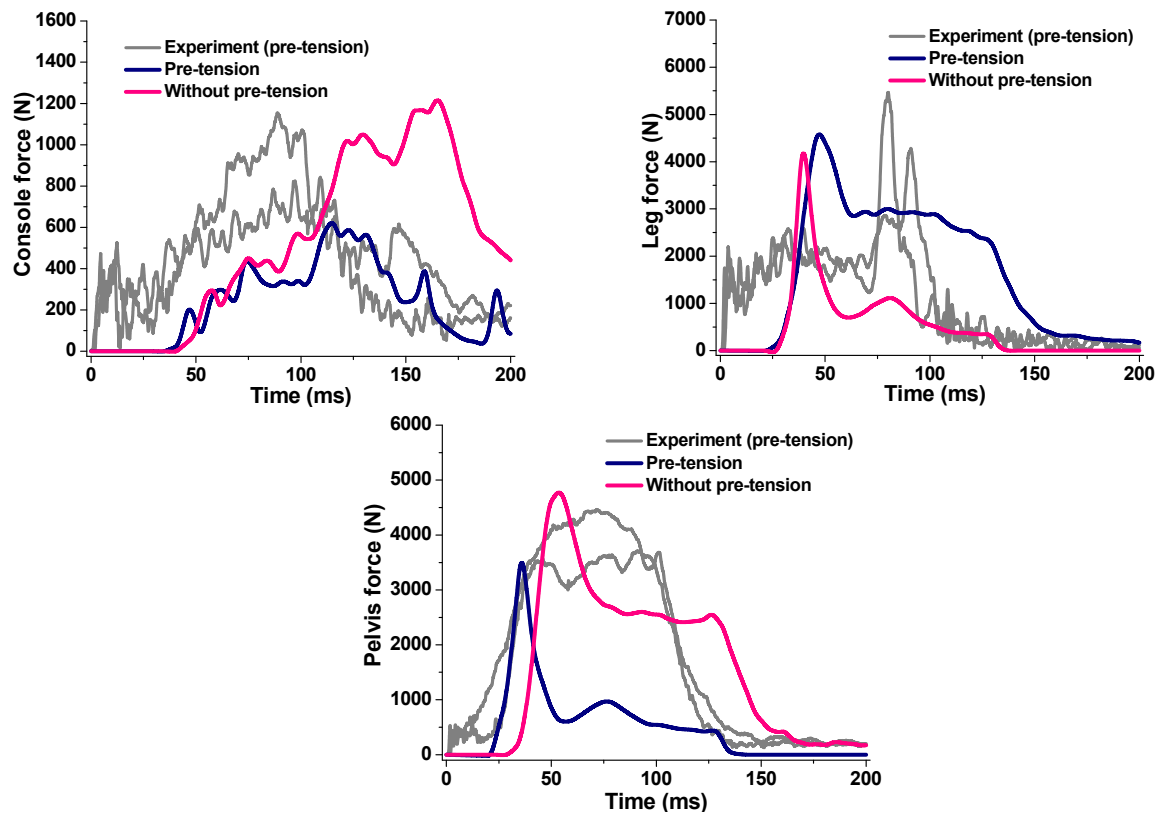 1600
1400
1200
1000
800
600
400
200
0
Console force (N)
Experiment (pre-tension)
Pre-tension
Without pre-tension
0 50 100 150 200
Time (ms)
7000
6000
5000
4000
3000
2000
1000
0
Leg force (N)
Experiment (pre-tension)
Pre-tension
Without pre-tension
0 50 100 150 200
Time (ms)
6000
5000
4000
3000
2000
1000
0
Pelvis force (N)
Experiment (pre-tension)
Pre-tension
Without pre-tension
0 50 100 150 200
Time (ms)